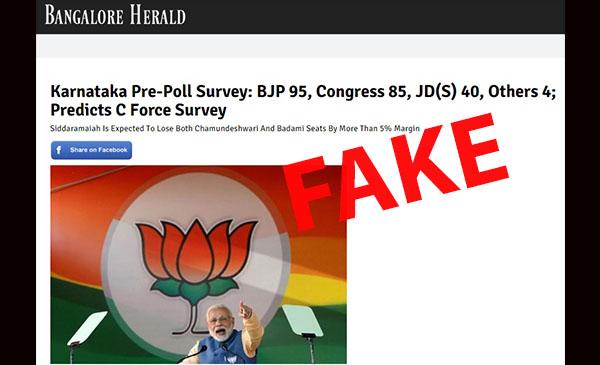 BANGALORE HERALD
Karnataka Pre-Poll Survey: BJP 95, Congress 85, JD(S) 40, Others 4;
Predicts C Force Survey
Siddaramaiah Is Expected To Lose Both Chamundeshwari And Badami Seats By More Than 5% Margin
f Share on Facebook
FAKE